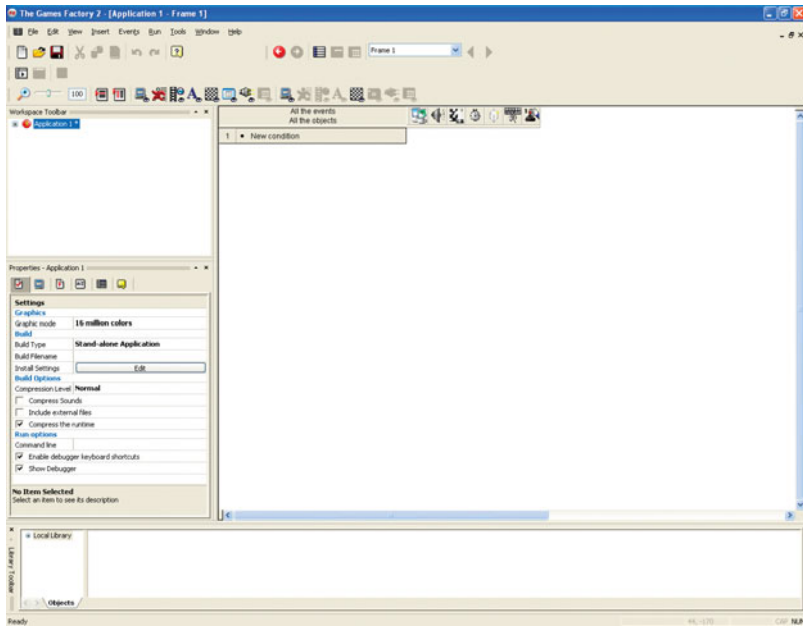 The Games Factory 2 - [Application 1 - Frame 1]
File Edit View Insert Events Run Tools Window Help
Frame 1
100
Workspace Toolbar
Application 1 *
All the events
All the objects
1 • New condition
Properties - Application 1
Settings
Graphics
Graphic mode 16 million colors
Build
Build Type Stand-alone Application
Build Filename
Install Settings Edit
Build Options
Compression Level Normal
Compress Sounds
Include external files
Compress the runtime
Run options
Command line
Enable debugger keyboard shortcuts
Show Debugger
No Item Selected
Select an item to see its description
Library Toolbar
Local Library
Objects
Ready
CAP NUM